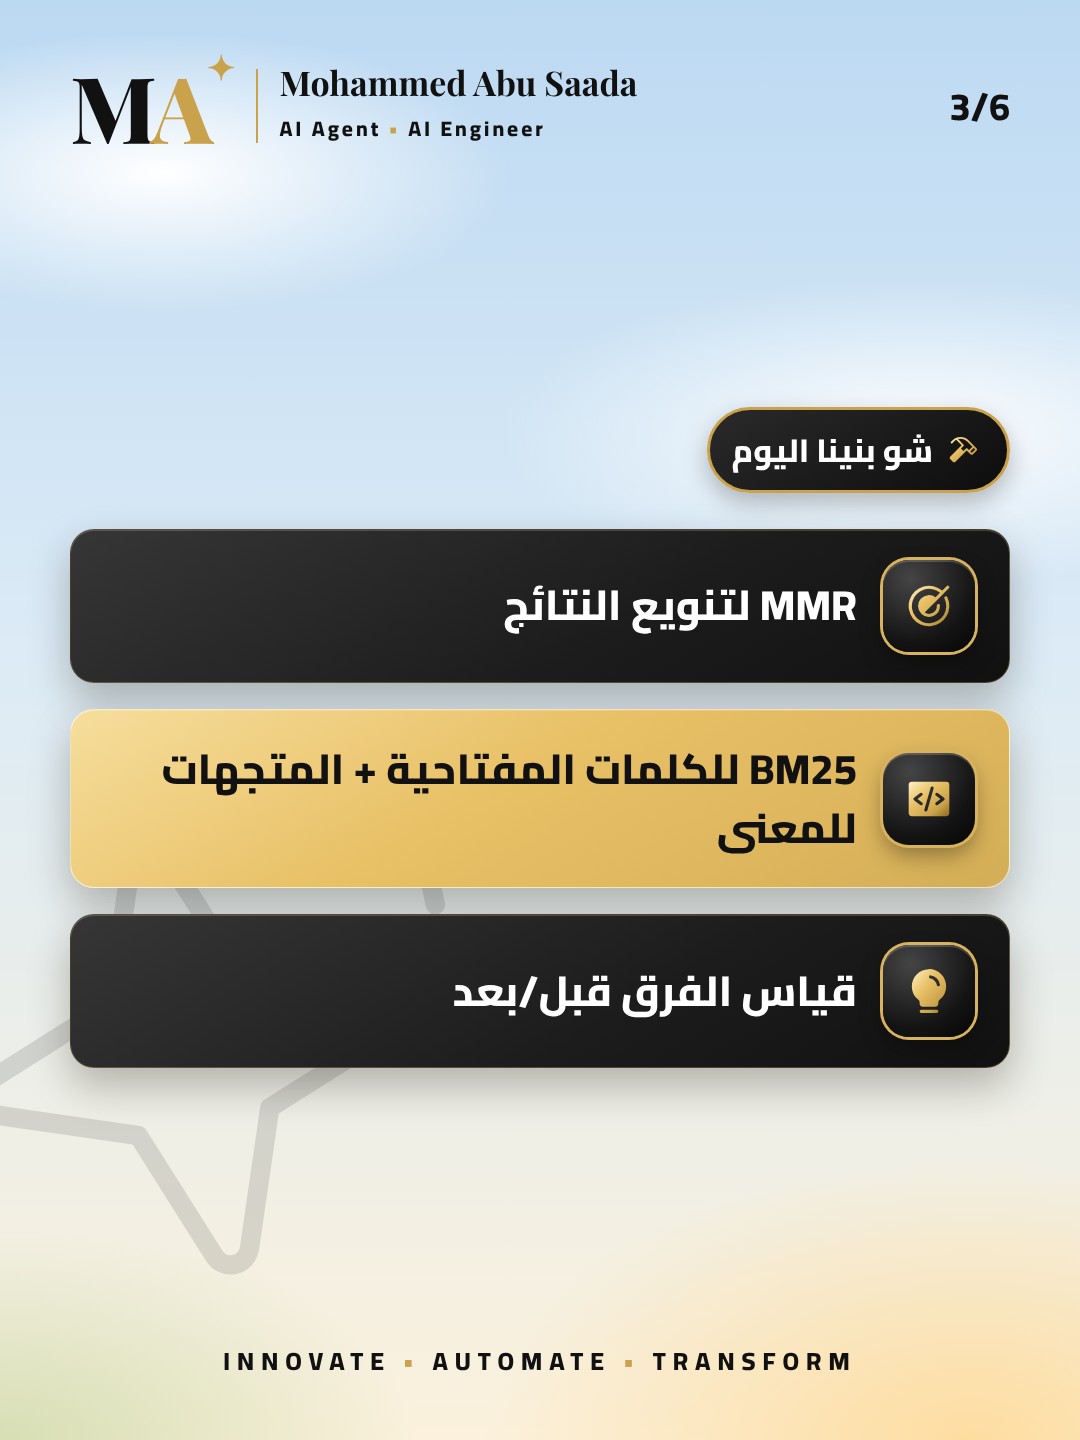 MA
Mohammed Abu Saada
AI Agent ▪ AI Engineer
3/6
شو بنينا اليوم
MMR لتنويع النتائج
BM25 للكلمات المفتاحية + المتجهات
للمعنى
قياس الفرق قبل/بعد
INNOVATE ▪ AUTOMATE ▪ TRANSFORM